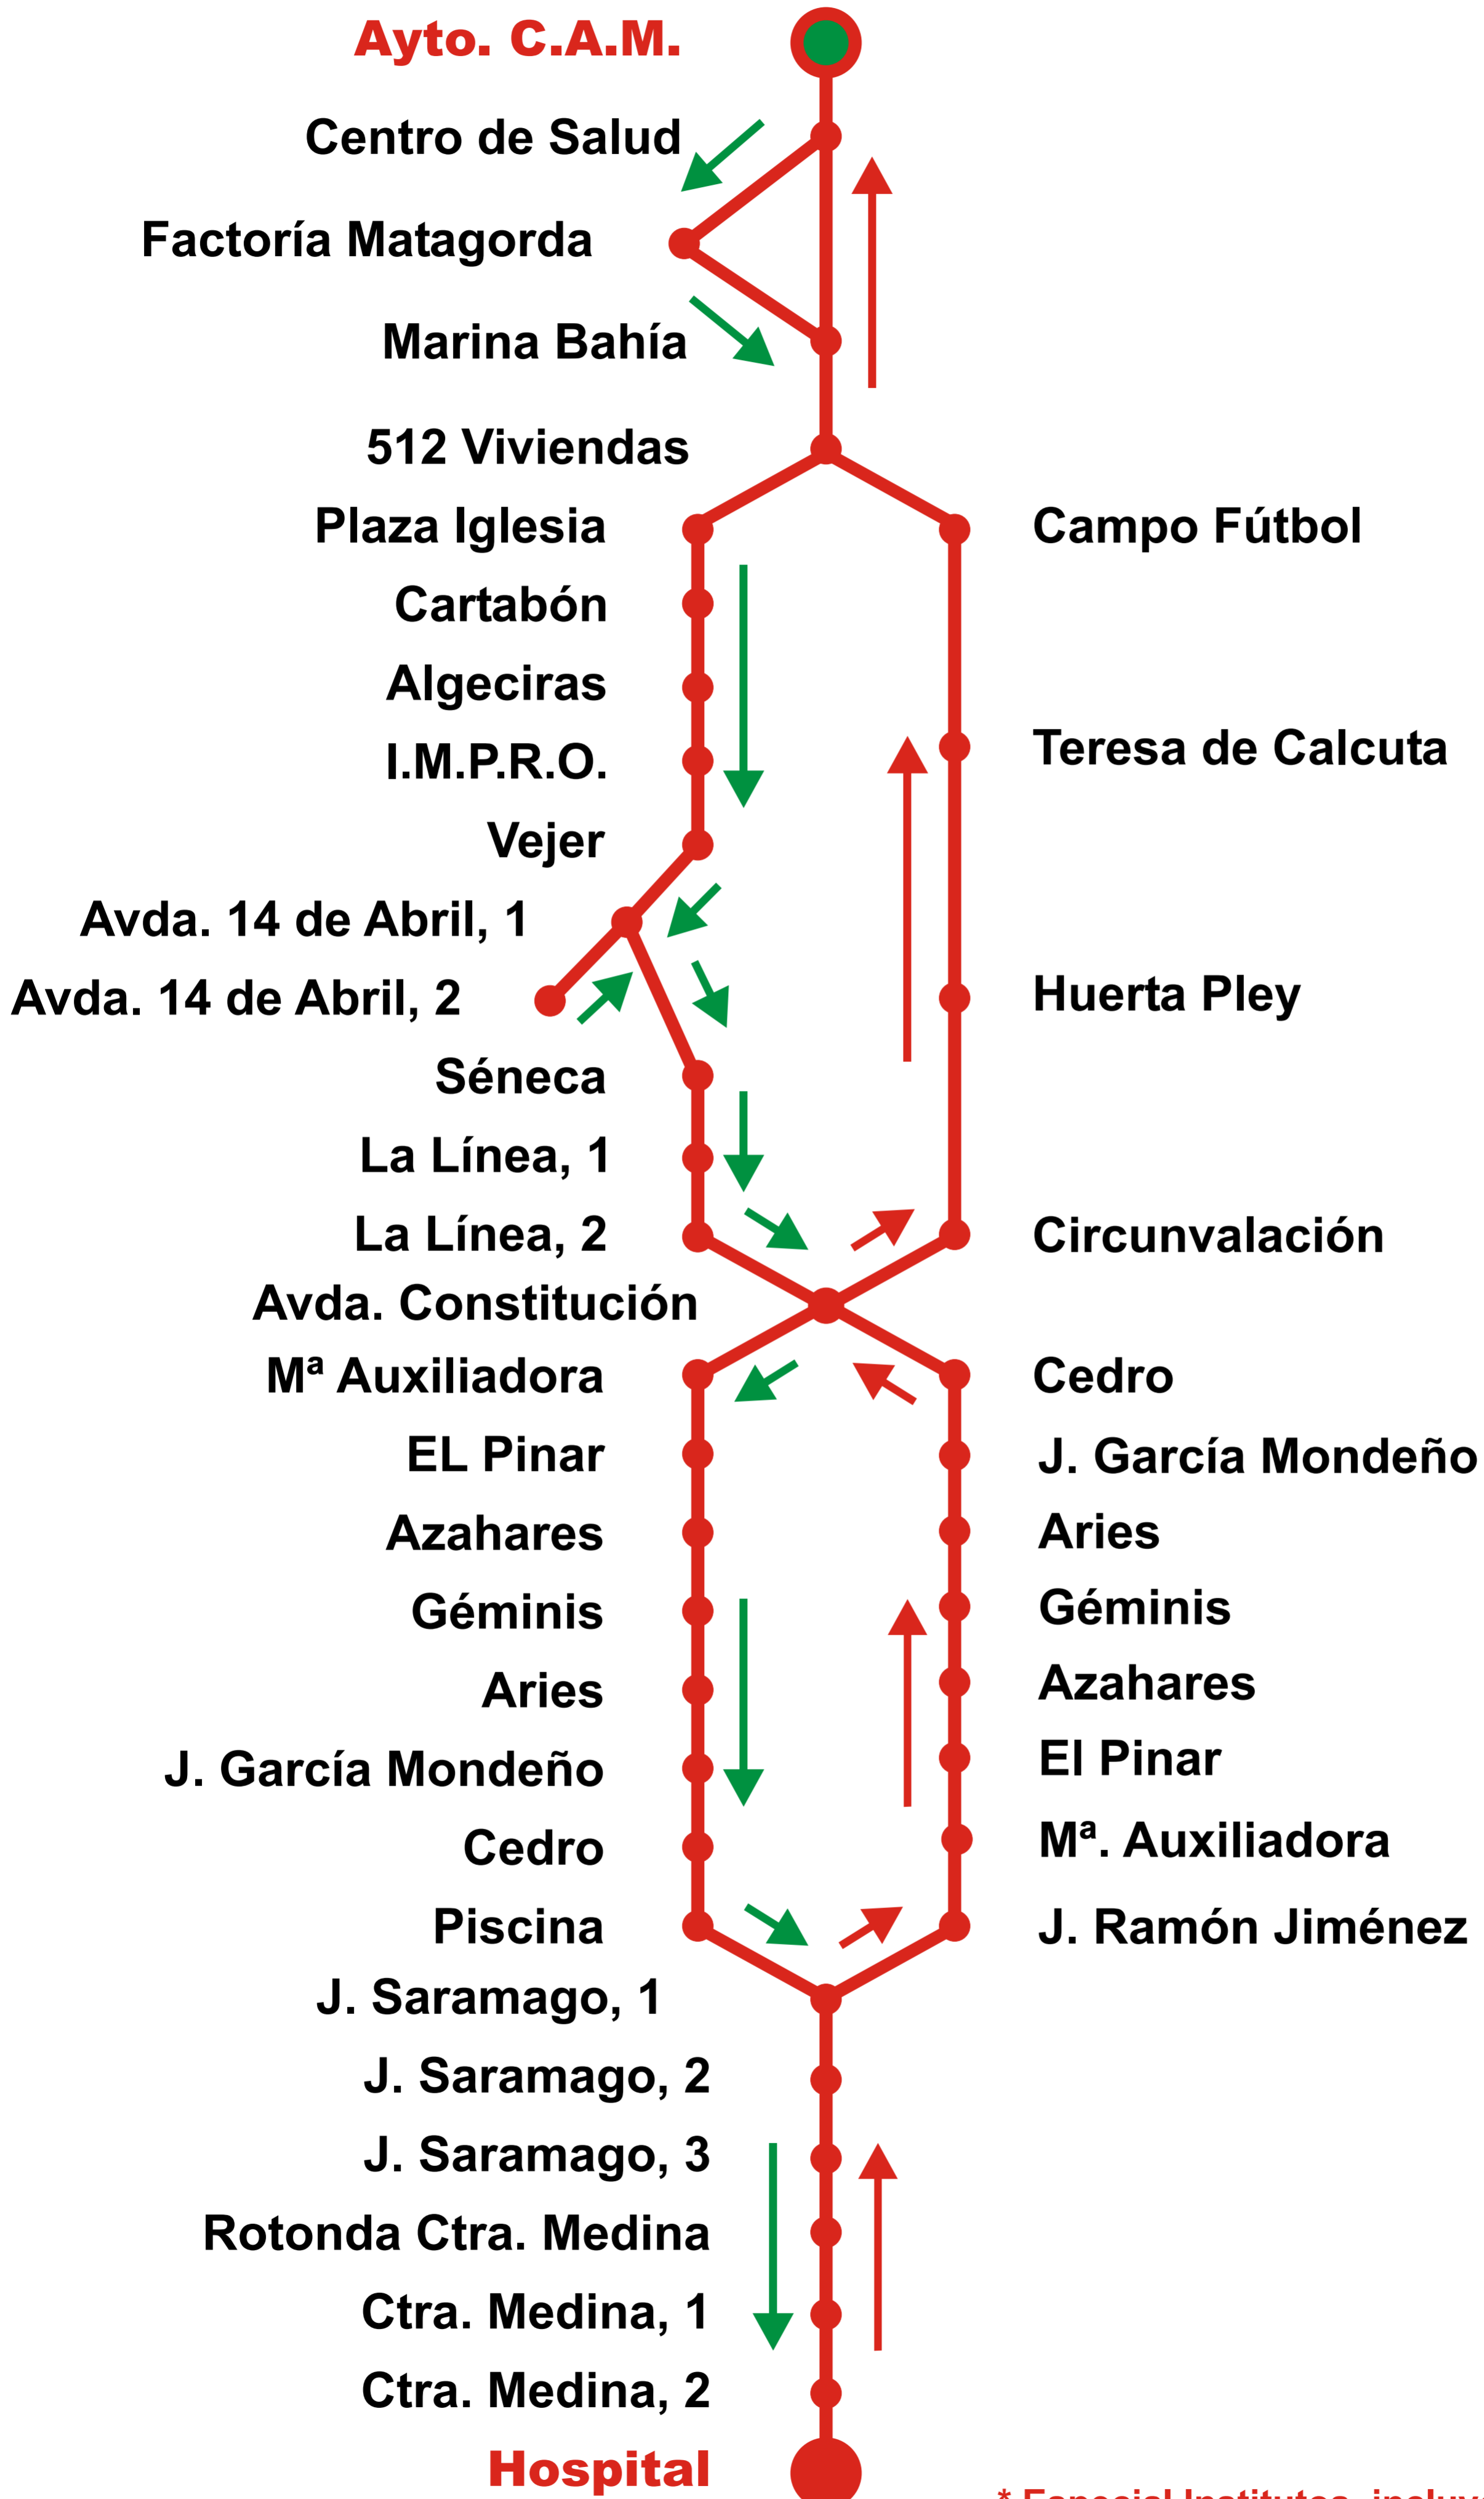 Ayto. C.A.M.
Centro de Salud
Factoría Matagorda
Marina Bahía
512 Viviendas
Plaza Iglesia
Campo Fútbol
Cartabón
Algeciras
Teresa de Calcuta
I.M.P.R.O.
Vejer
Avda. 14 de Abril, 1
Avda. 14 de Abril, 2
Huerta Pley
Séneca
La Línea, 1
La Línea, 2
Circunvalación
Avda. Constitución
Mª Auxiliadora
Cedro
EL Pinar
J. García Mondeño
Azahares
Aries
Géminis
Géminis
Aries
Azahares
J. García Mondeño
El Pinar
Cedro
Mª. Auxiliadora
Piscina
J. Ramón Jiménez
J. Saramago, 1
J. Saramago, 2
J. Saramago, 3
Rotonda Ctra. Medina
Ctra. Medina, 1
Ctra. Medina, 2
Hospital
* Especial Institutos, incluy